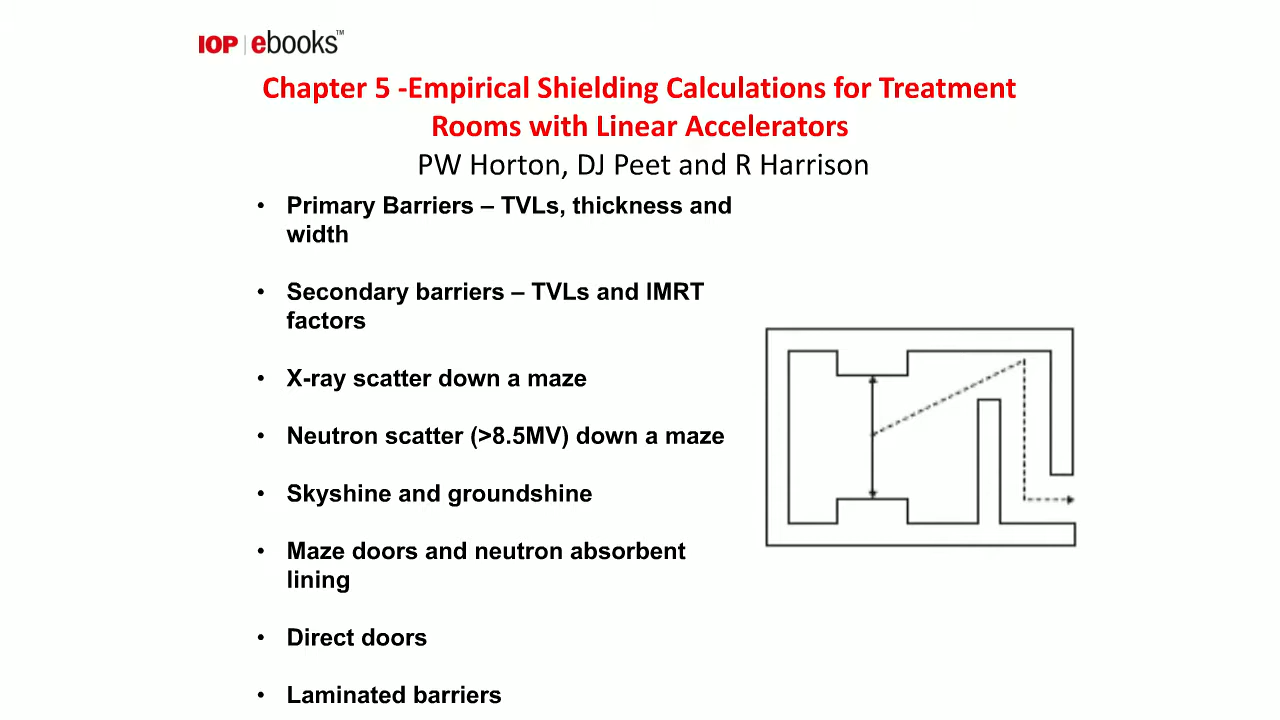 IOP | ebooks™
Chapter 5 -Empirical Shielding Calculations for Treatment
Rooms with Linear Accelerators
PW Horton, DJ Peet and R Harrison
• Primary Barriers – TVLs, thickness and
width
• Secondary barriers – TVLs and IMRT
factors
• X-ray scatter down a maze
• Neutron scatter (>8.5MV) down a maze
• Skyshine and groundshine
• Maze doors and neutron absorbent
lining
• Direct doors
• Laminated barriers